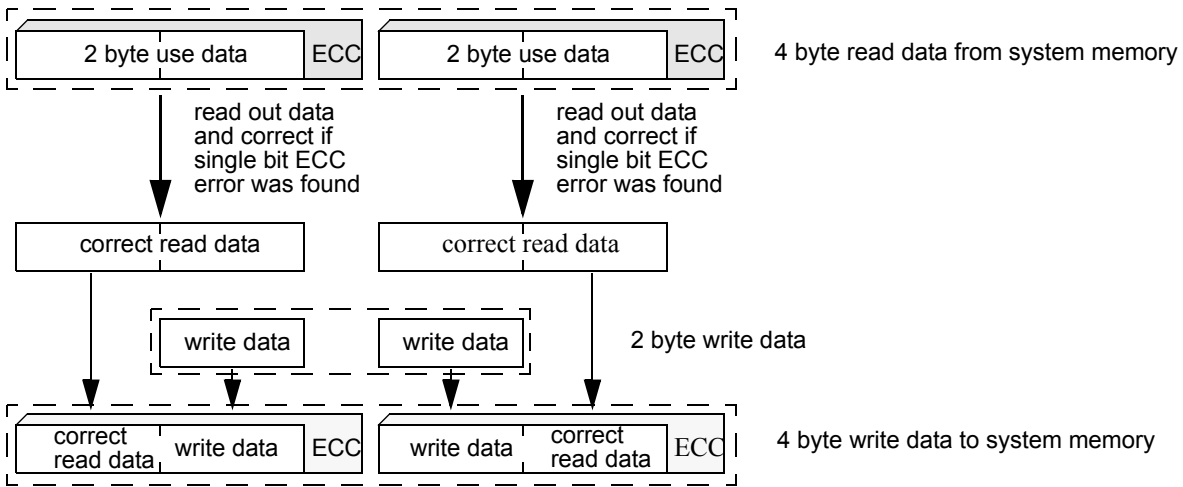 2 byte use data
ECC
2 byte use data
ECC
4 byte read data from system memory
read out data
and correct if
single bit ECC
error was found
read out data
and correct if
single bit ECC
error was found
correct read data
correct read data
write data
write data
2 byte write data
correct
read data
write data
ECC
write data
correct
read data
ECC
4 byte write data to system memory